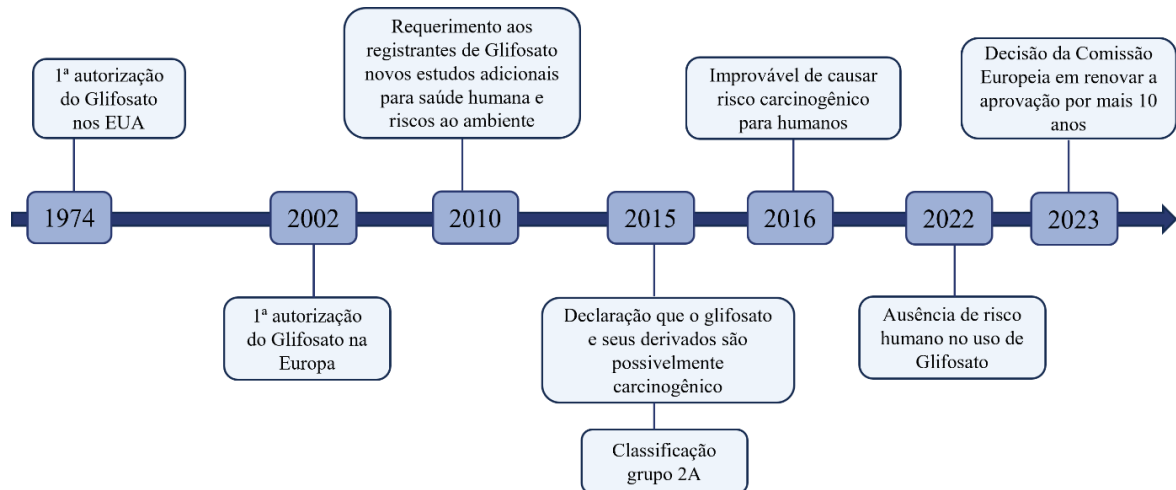 1ª autorização
do Glifosato
nos EUA
Requerimento aos
registrantes de Glifosato
novos estudos adicionais
para saúde humana e
riscos ao ambiente
Improvável de causar
risco carcinogênico
para humanos
Decisão da Comissão
Europeia em renovar a
aprovação por mais 10
anos
1974
2002
2010
2015
2016
2022
2023
1ª autorização
do Glifosato na
Europa
Declaração que o glifosato
e seus derivados são
possivelmente
carcinogênico
Classificação
grupo 2A
Ausência de risco
humano no uso de
Glifosato